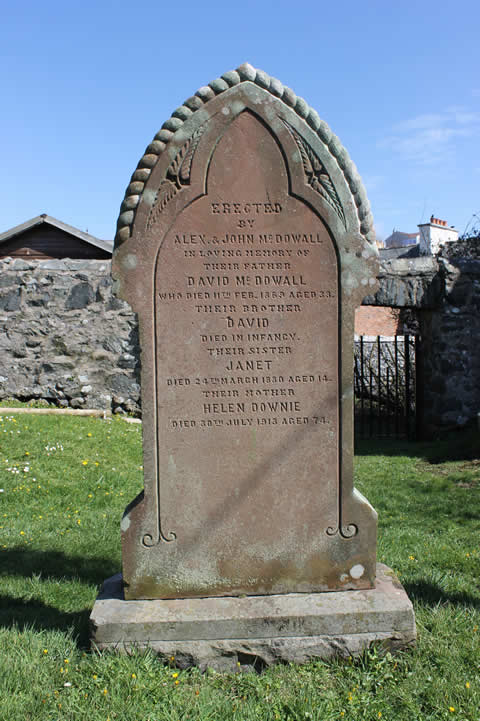 ERECTED
BY
ALEX. & JOHN McDOWALL
IN LOVING MEMORY OF
THEIR FATHER
DAVID McDOWALL
WHO DIED 11TH FEB. 1869 AGED 33.
THEIR BROTHER
DAVID
DIED IN INFANCY.
THEIR SISTER
JANET
DIED 24TH MARCH 1880 AGED 14.
THEIR MOTHER
HELEN DOWNIE
DIED 30TH JULY 1913 AGED 74.